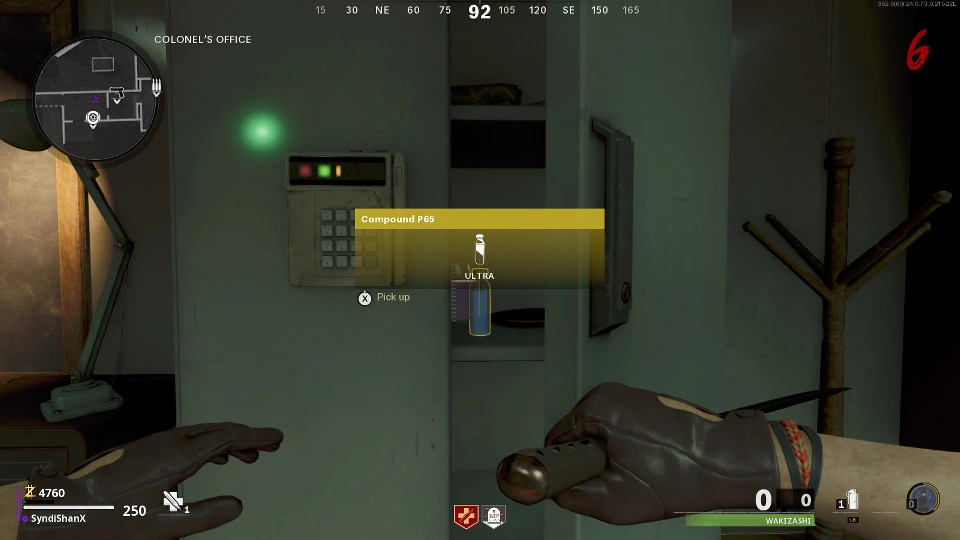 15 30 NE 60 75 92 105 120 SE 150 165
COLONEL'S OFFICE
6
Compound P65
ULTRA
X Pick up
4760
250
1
SyndiShanX
0 0
WAKIZASHI
1
LB
0